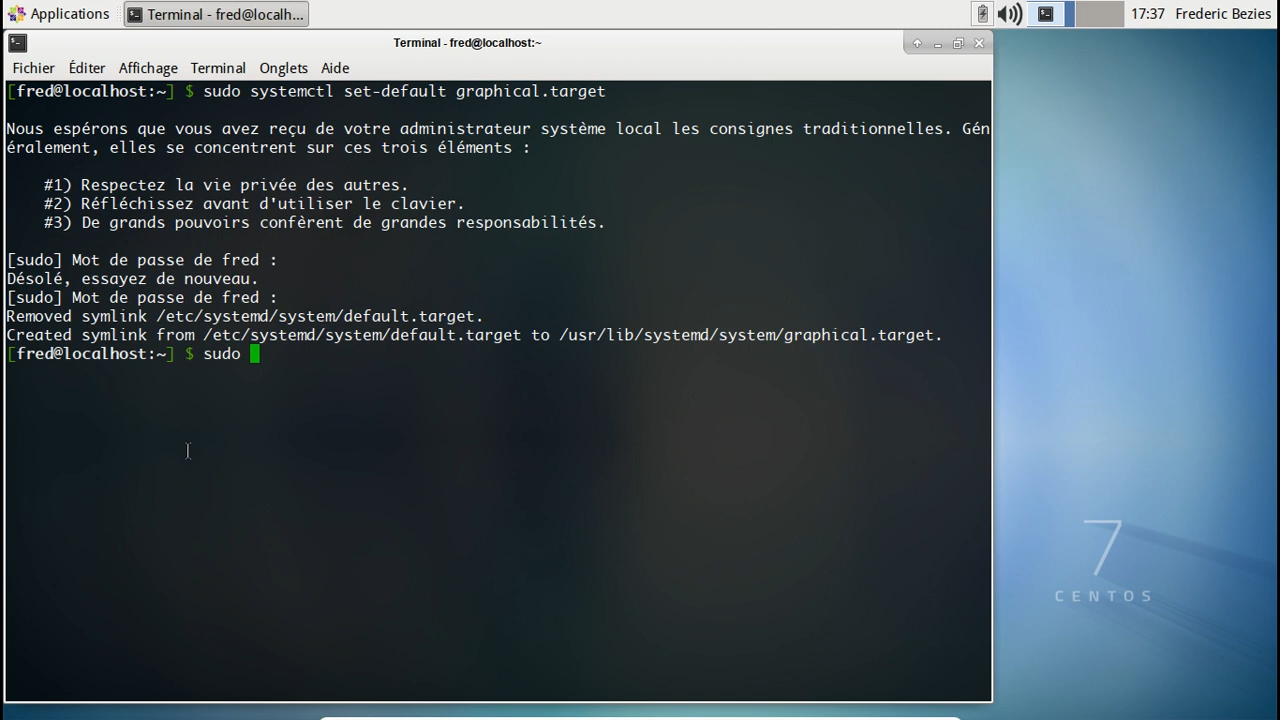 Applications
Terminal - fred@localh...
17:37
Frederic Bezies
Terminal - fred@localhost:~
Fichier Éditer Affichage Terminal Onglets Aide
[fred@localhost:~] $ sudo systemctl set-default graphical.target
Nous espérons que vous avez reçu de votre administrateur système local les consignes traditionnelles. Gén
éralement, elles se concentrent sur ces trois éléments :
#1) Respectez la vie privée des autres.
#2) Réfléchissez avant d'utiliser le clavier.
#3) De grands pouvoirs confèrent de grandes responsabilités.
[sudo] Mot de passe de fred :
Désolé, essayez de nouveau.
[sudo] Mot de passe de fred :
Removed symlink /etc/systemd/system/default.target.
Created symlink from /etc/systemd/system/default.target to /usr/lib/systemd/system/graphical.target.
[fred@localhost:~] $ sudo
7
CENTOS